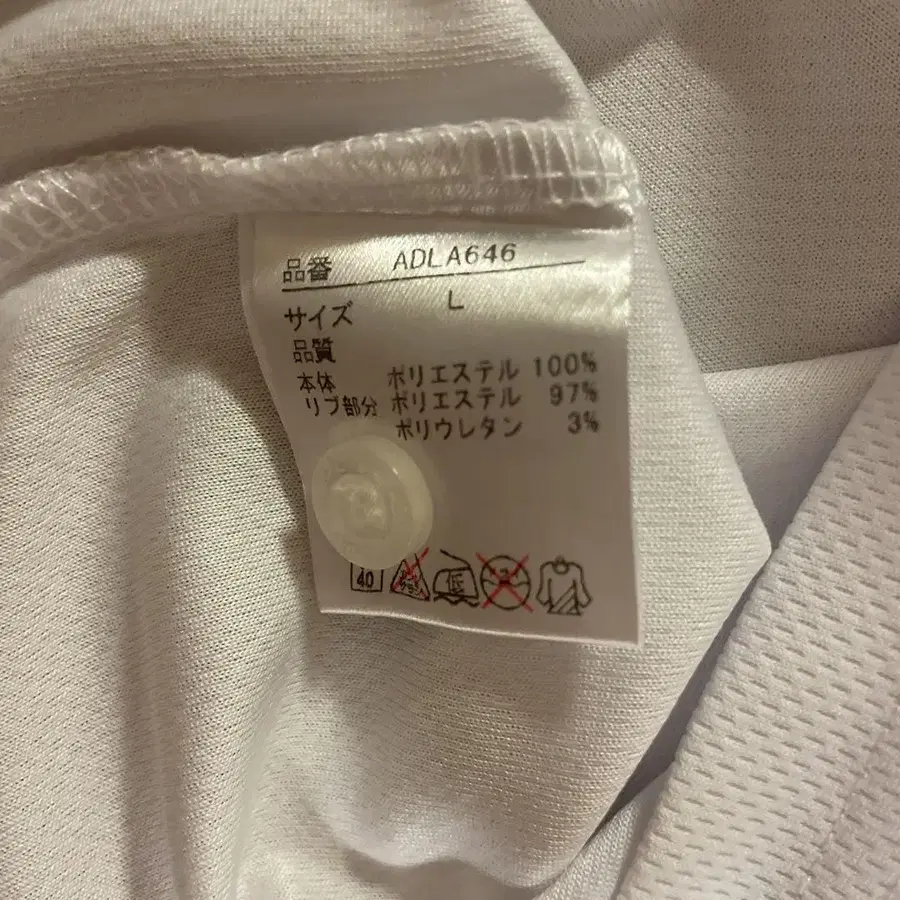 品番 ADLA646
サイズ L
品質
本体 ポリエステル 100%
リブ部分 ポリエステル 97%
ポリウレタン 3%
40 低